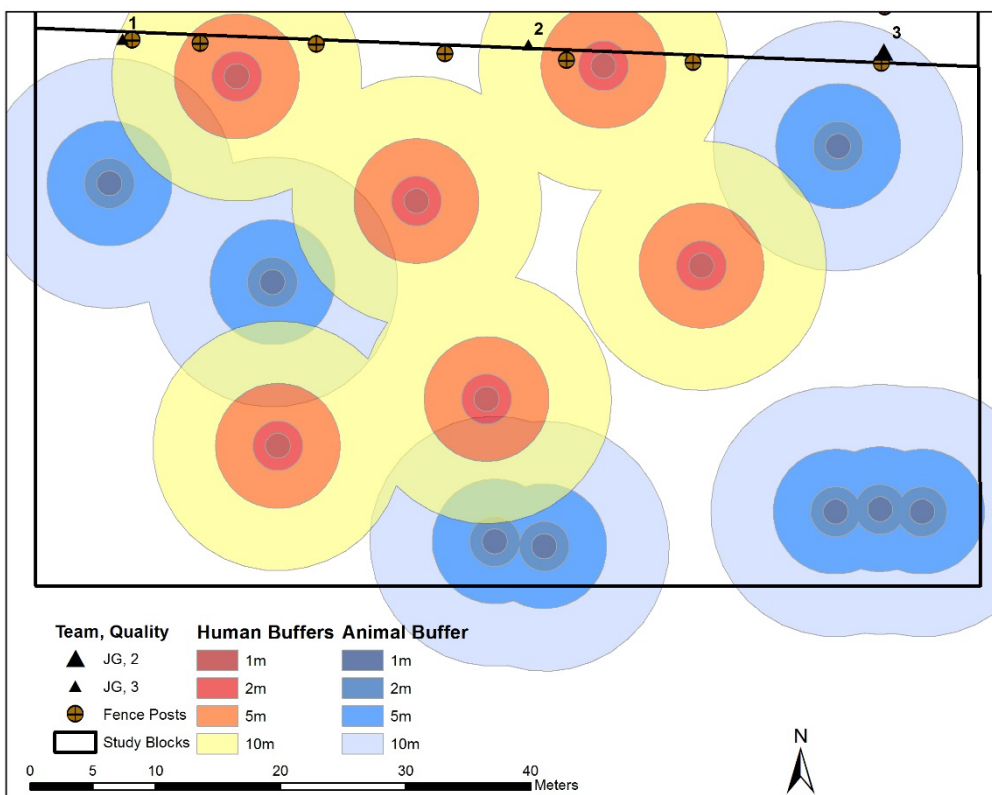 1
2
3
Team, Quality
JG, 2
JG, 3
Fence Posts
Study Blocks
Human Buffers
1m
2m
5m
10m
Animal Buffer
1m
2m
5m
10m
N
0 5 10 20 30 40
Meters